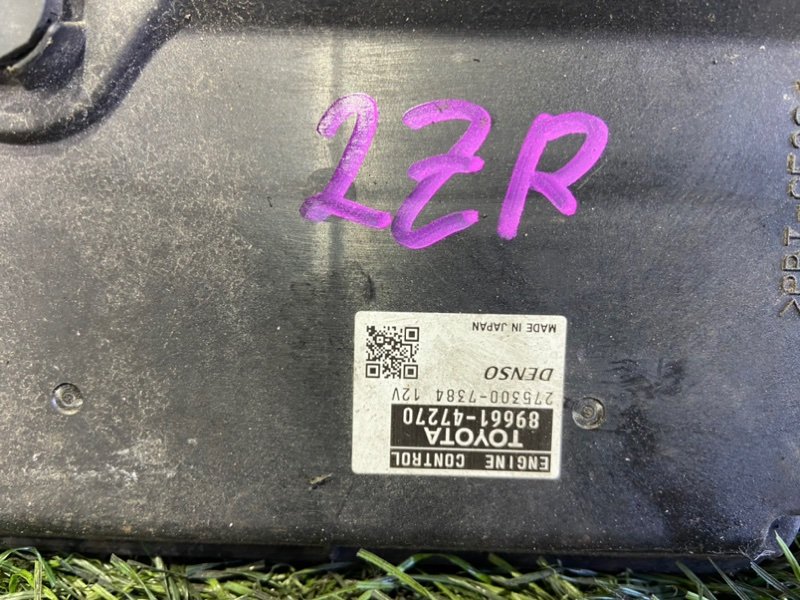 2ZR
ENGINE CONTROL
TOYOTA
89661-47270
275300-7384 12V
DENSO
MADE IN JAPAN